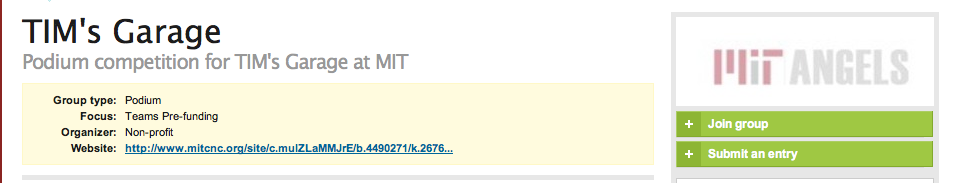 TIM's Garage
Podium competition for TIM's Garage at MIT
Group type: Podium
Focus: Teams Pre-funding
Organizer: Non-profit
Website: http://www.mitcnc.org/site/c.mulZLaMMJrE/b.4490271/k.2676...
MIT ANGELS
+ Join group
+ Submit an entry